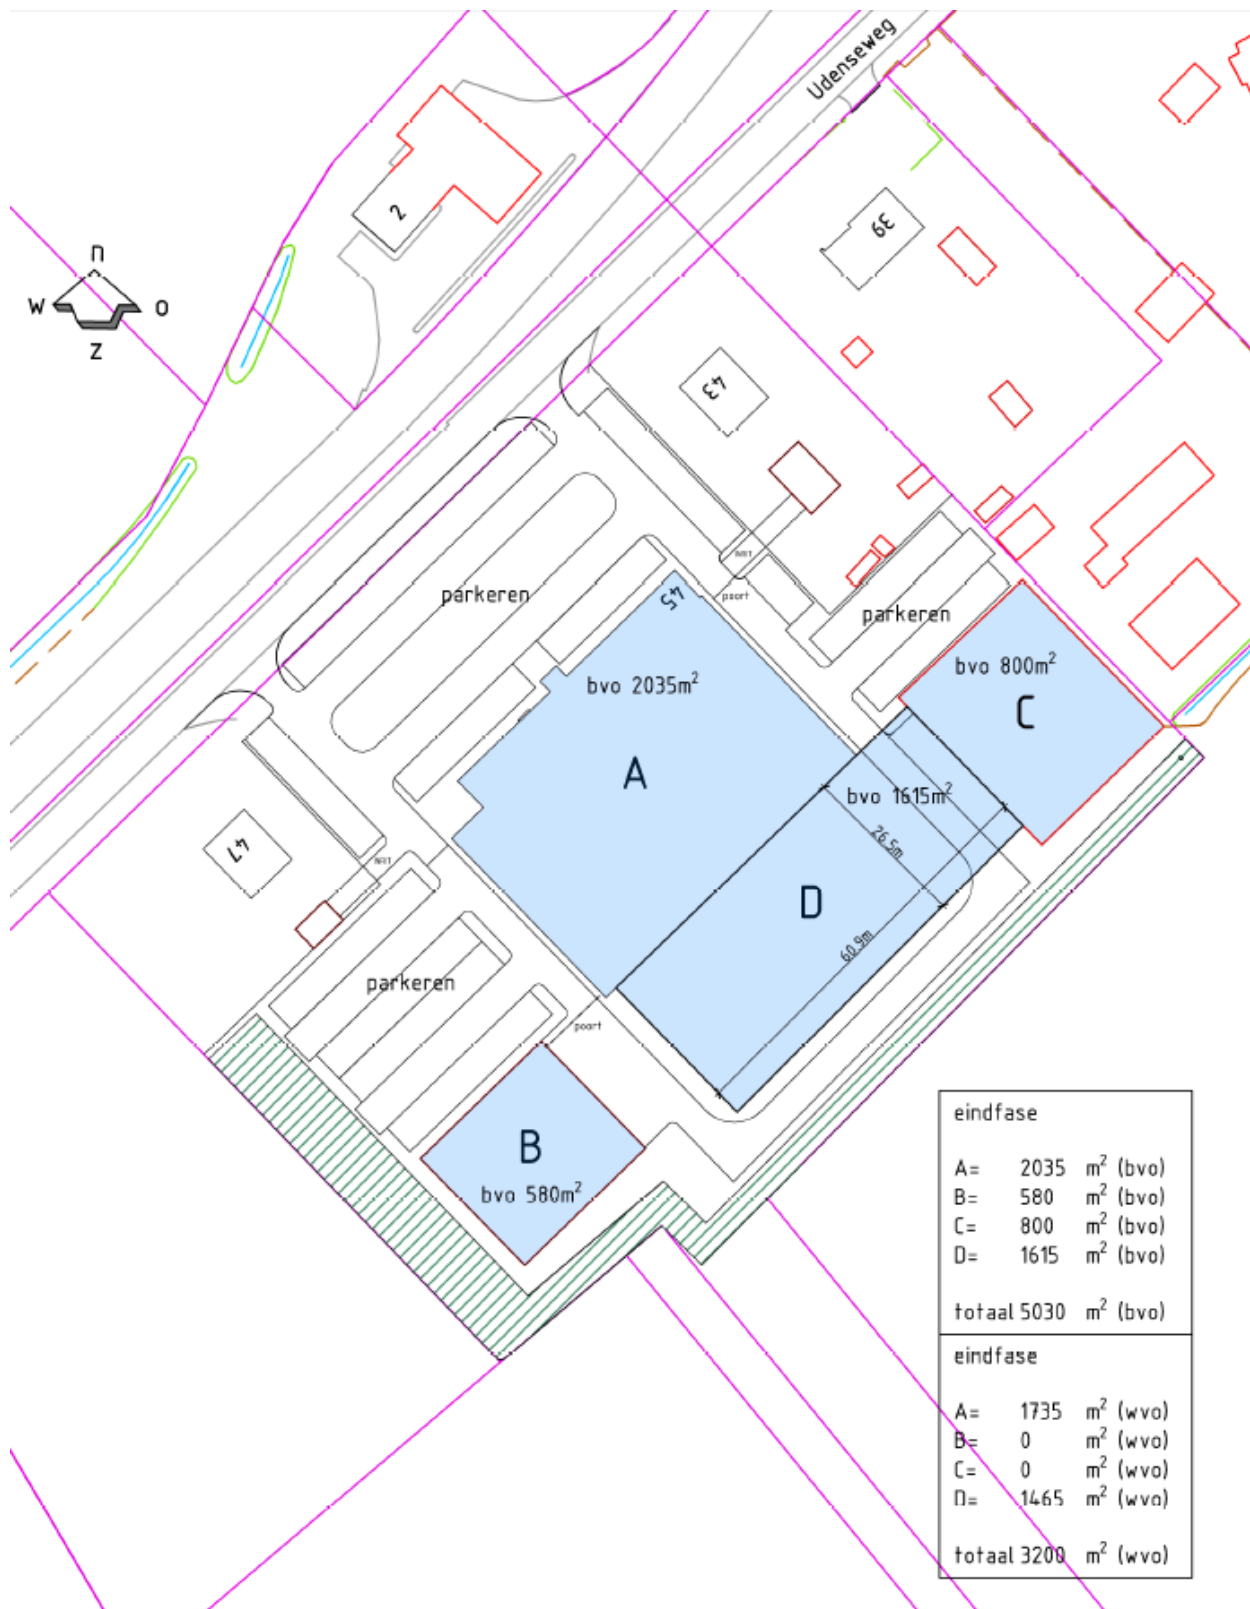 Udenseweg
2
39
n
W O
Z
43
INRIT
poort
parkeren
parkeren
45
bvo 800m²
bvo 2035m²
C
A
bvo 1615m²
26.5m
47
INRIT
D
60.9m
parkeren
poort
B
bvo 580m²
eindfase
A= 2035 m² (bvo)
B= 580 m² (bvo)
C= 800 m² (bvo)
D= 1615 m² (bvo)
totaal 5030 m² (bvo)
eindfase
A= 1735 m² (wvo)
B= 0 m² (wvo)
C= 0 m² (wvo)
D= 1465 m² (wvo)
totaal 3200 m² (wvo)